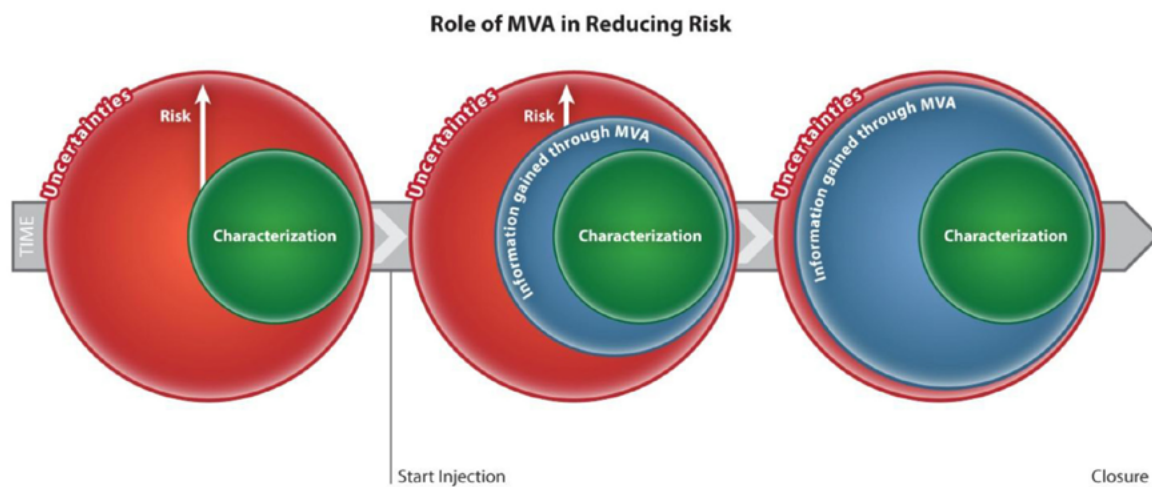 Role of MVA in Reducing Risk
TIME
Uncertainties
Risk
Characterization
Uncertainties
Risk
Information gained through MVA
Characterization
Uncertainties
Information gained through MVA
Characterization
Start Injection
Closure